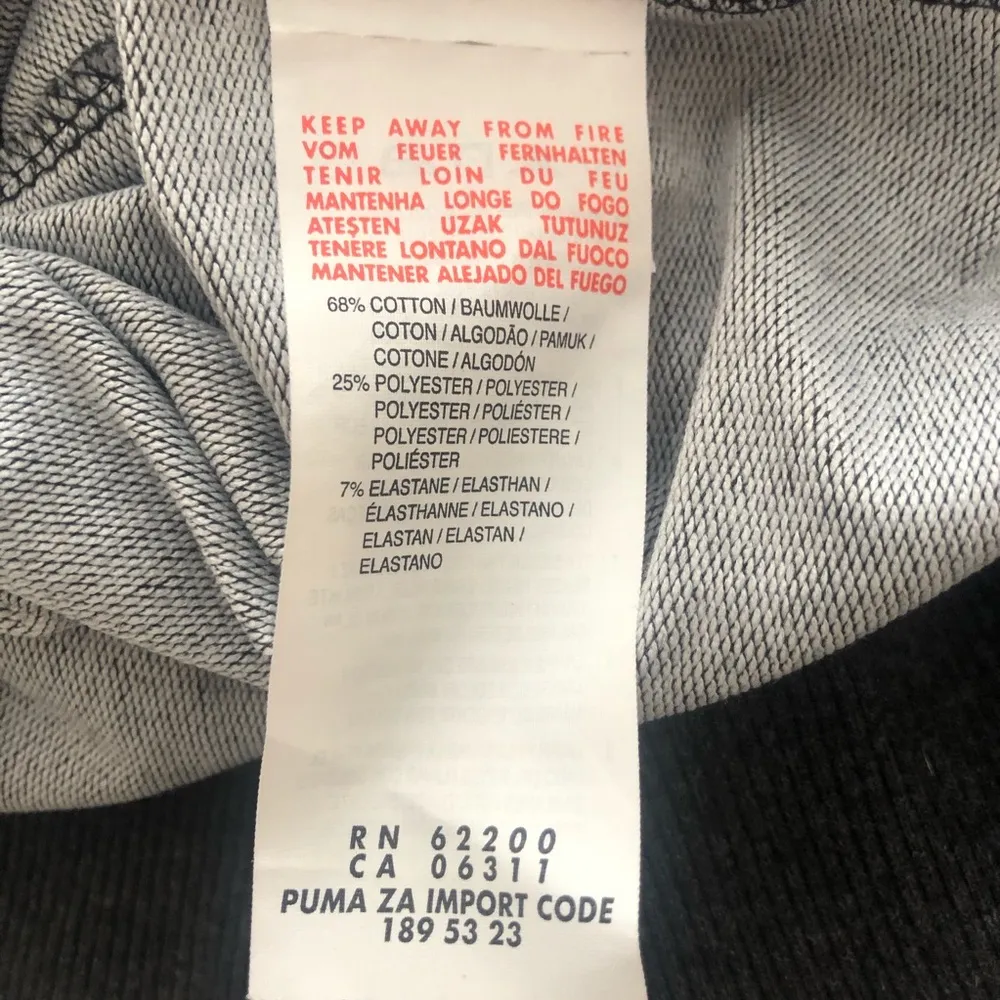 KEEP AWAY FROM FIRE
VOM FEUER FERNHALTEN
TENIR LOIN DU FEU
MANTENHA LONGE DO FOGO
ATEŞTEN UZAK TUTUNUZ
TENERE LONTANO DAL FUOCO
MANTENER ALEJADO DEL FUEGO
68% COTTON / BAUMWOLLE /
COTON / ALGODÃO / PAMUK /
COTONE / ALGODÓN
25% POLYESTER / POLYESTER /
POLYESTER / POLIÉSTER /
POLYESTER / POLIESTERE /
POLIÉSTER
7% ELASTANE / ELASTHAN /
ÉLASTHANNE / ELASTANO /
ELASTAN / ELASTAN /
ELASTANO
RN 62200
CA 06311
PUMA ZA IMPORT CODE
189 53 23